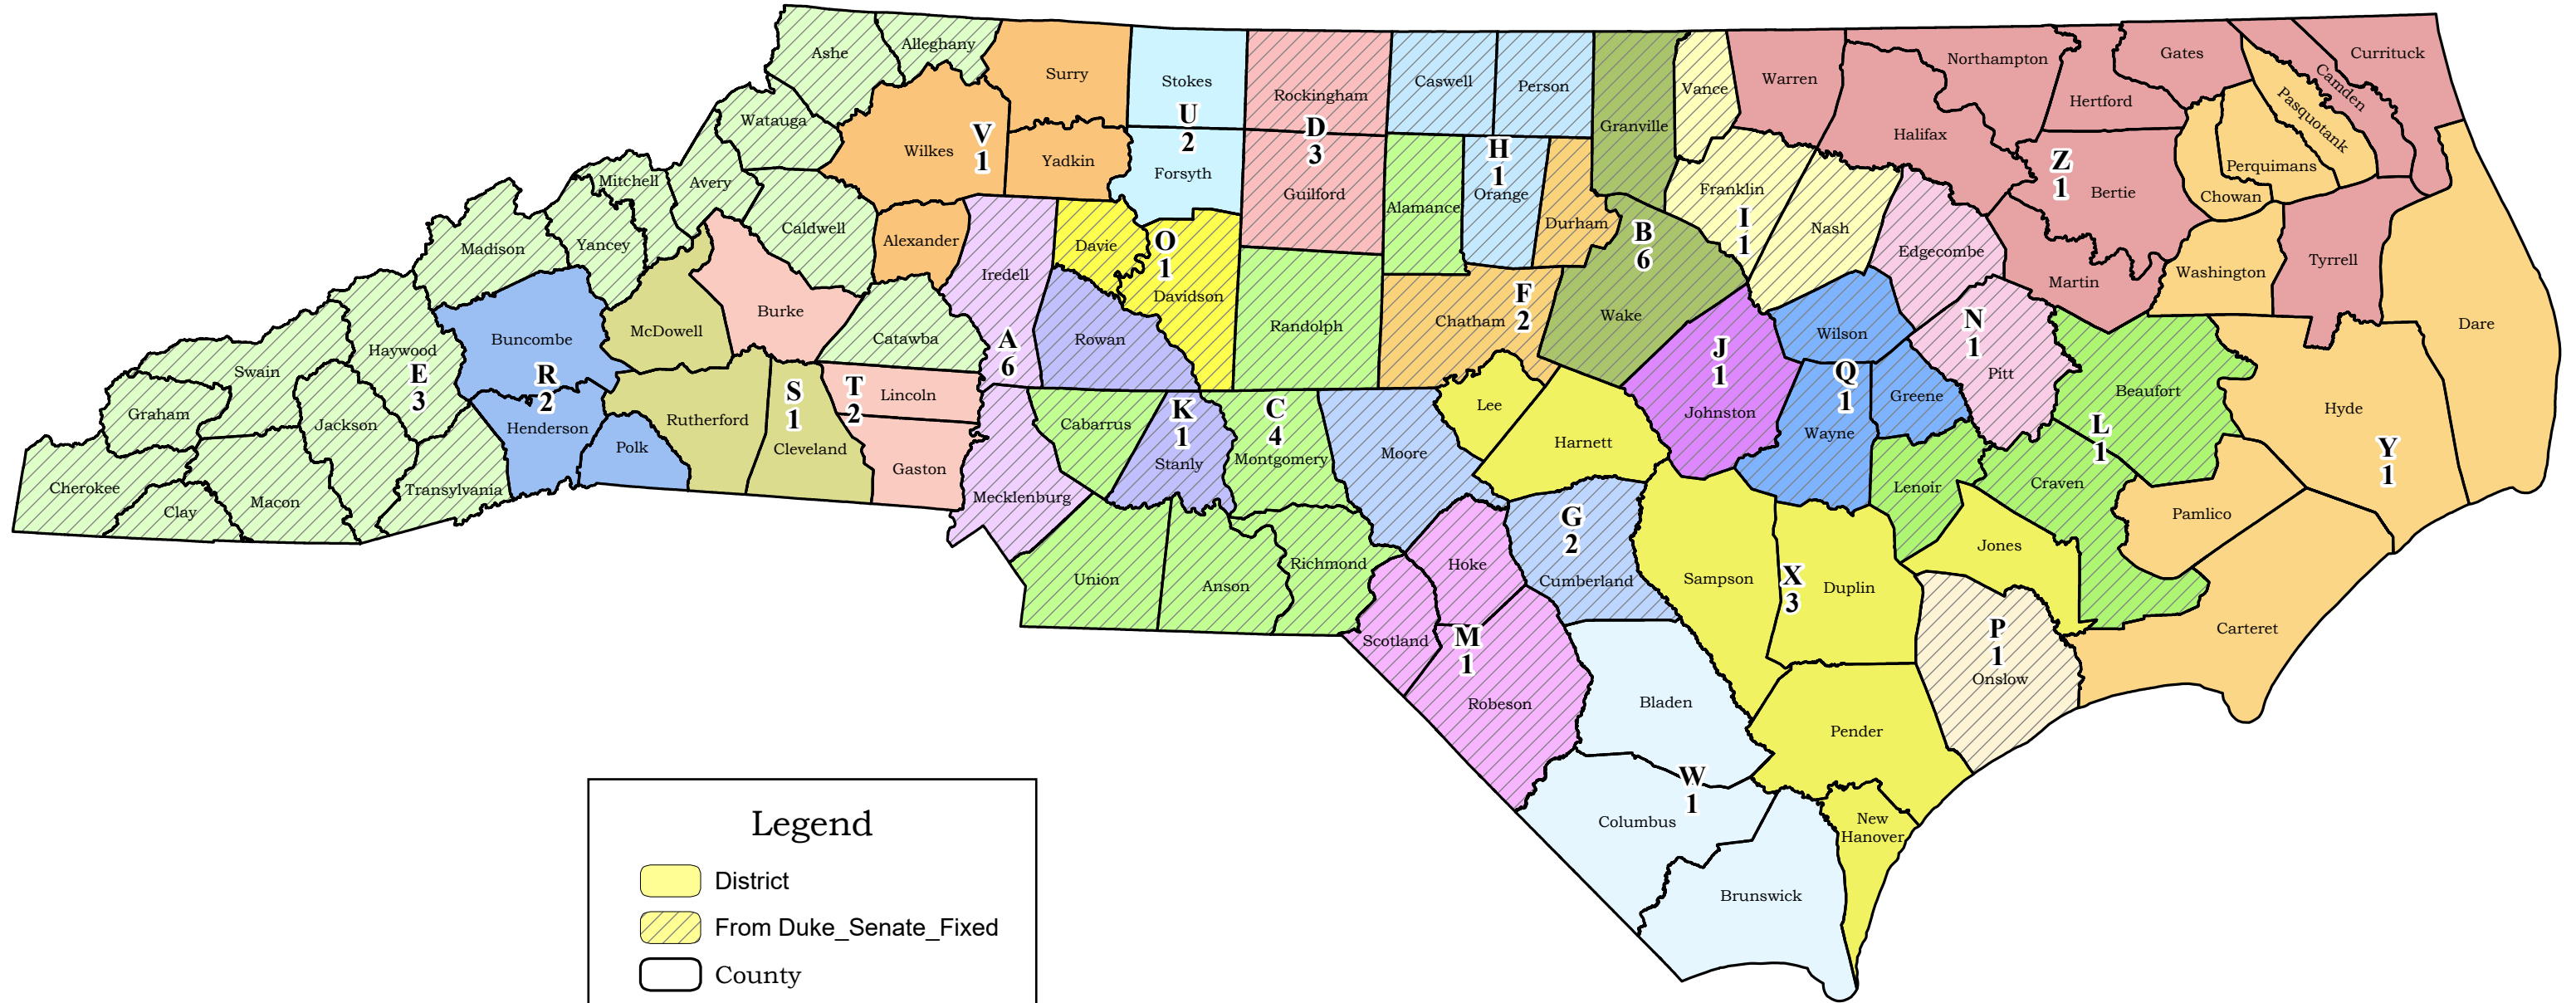 Ashe
Alleghany
Surry
Stokes
Rockingham
Caswell
Person
Granville
Vance
Warren
Northampton
Gates
Camden
Currituck
Hertford
Pasquotank
Halifax
Watauga
Wilkes
V
1
Yadkin
U
2
Forsyth
D
3
Guilford
Alamance
H
1
Orange
Durham
B
6
Franklin
I
1
Nash
Edgecombe
Z
1
Bertie
Perquimans
Chowan
Mitchell
Avery
Caldwell
Alexander
Iredell
Davie
O
1
Davidson
Madison
Yancey
Martin
Washington
Tyrrell
Dare
Buncombe
McDowell
Burke
Catawba
A
6
Rowan
Randolph
Chatham
F
2
Wake
J
1
Johnston
Wilson
N
1
Pitt
Beaufort
Hyde
Y
1
Haywood
E
3
Swain
Graham
Jackson
R
2
Henderson
Polk
Rutherford
S
1
Cleveland
T
2
Lincoln
Gaston
Cabarrus
K
1
Stanly
C
4
Montgomery
Moore
Lee
Harnett
Q
1
Wayne
Greene
L
1
Lenoir
Craven
Pamlico
Cherokee
Clay
Macon
Transylvania
Mecklenburg
Union
Anson
Richmond
Hoke
G
2
Cumberland
Sampson
X
3
Duplin
Jones
P
1
Onslow
Carteret
Scotland
M
1
Robeson
Bladen
Pender
W
1
Columbus
New
Hanover
Brunswick
Legend
District
From Duke_Senate_Fixed
County